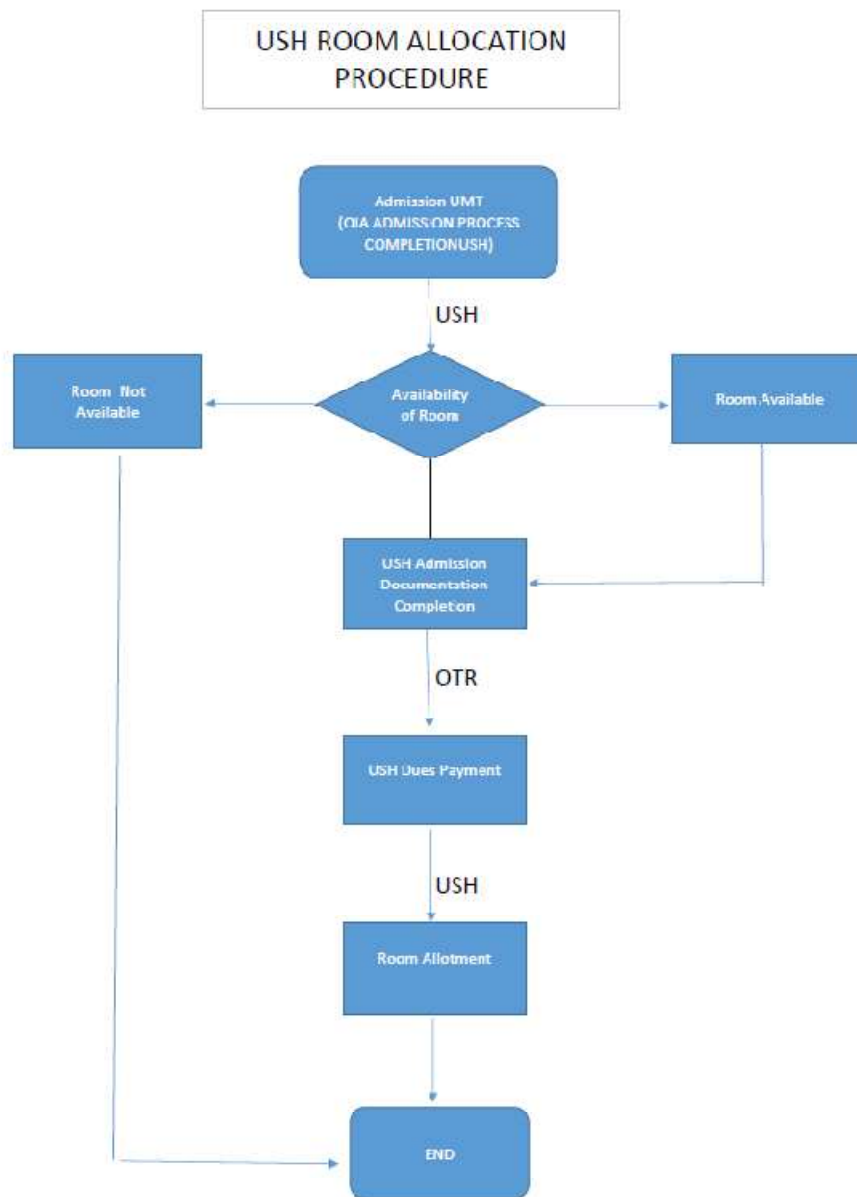 USH ROOM ALLOCATION
PROCEDURE
Admission UMT
(OIA ADMISSION PROCESS
COMPLETIONUSH)
USH
Room Not
Available
Availability
of Room
Room Available
USH Admission
Documentation
Completion
OTR
USH Dues Payment
USH
Room Allotment
END